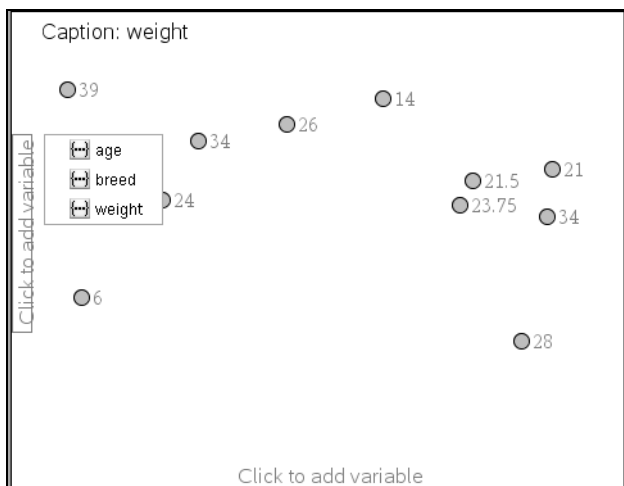 Caption: weight
39
14
26
34
age
breed
weight
24
21
21.5
23.75
34
6
28
Click to add variable
Click to add variable